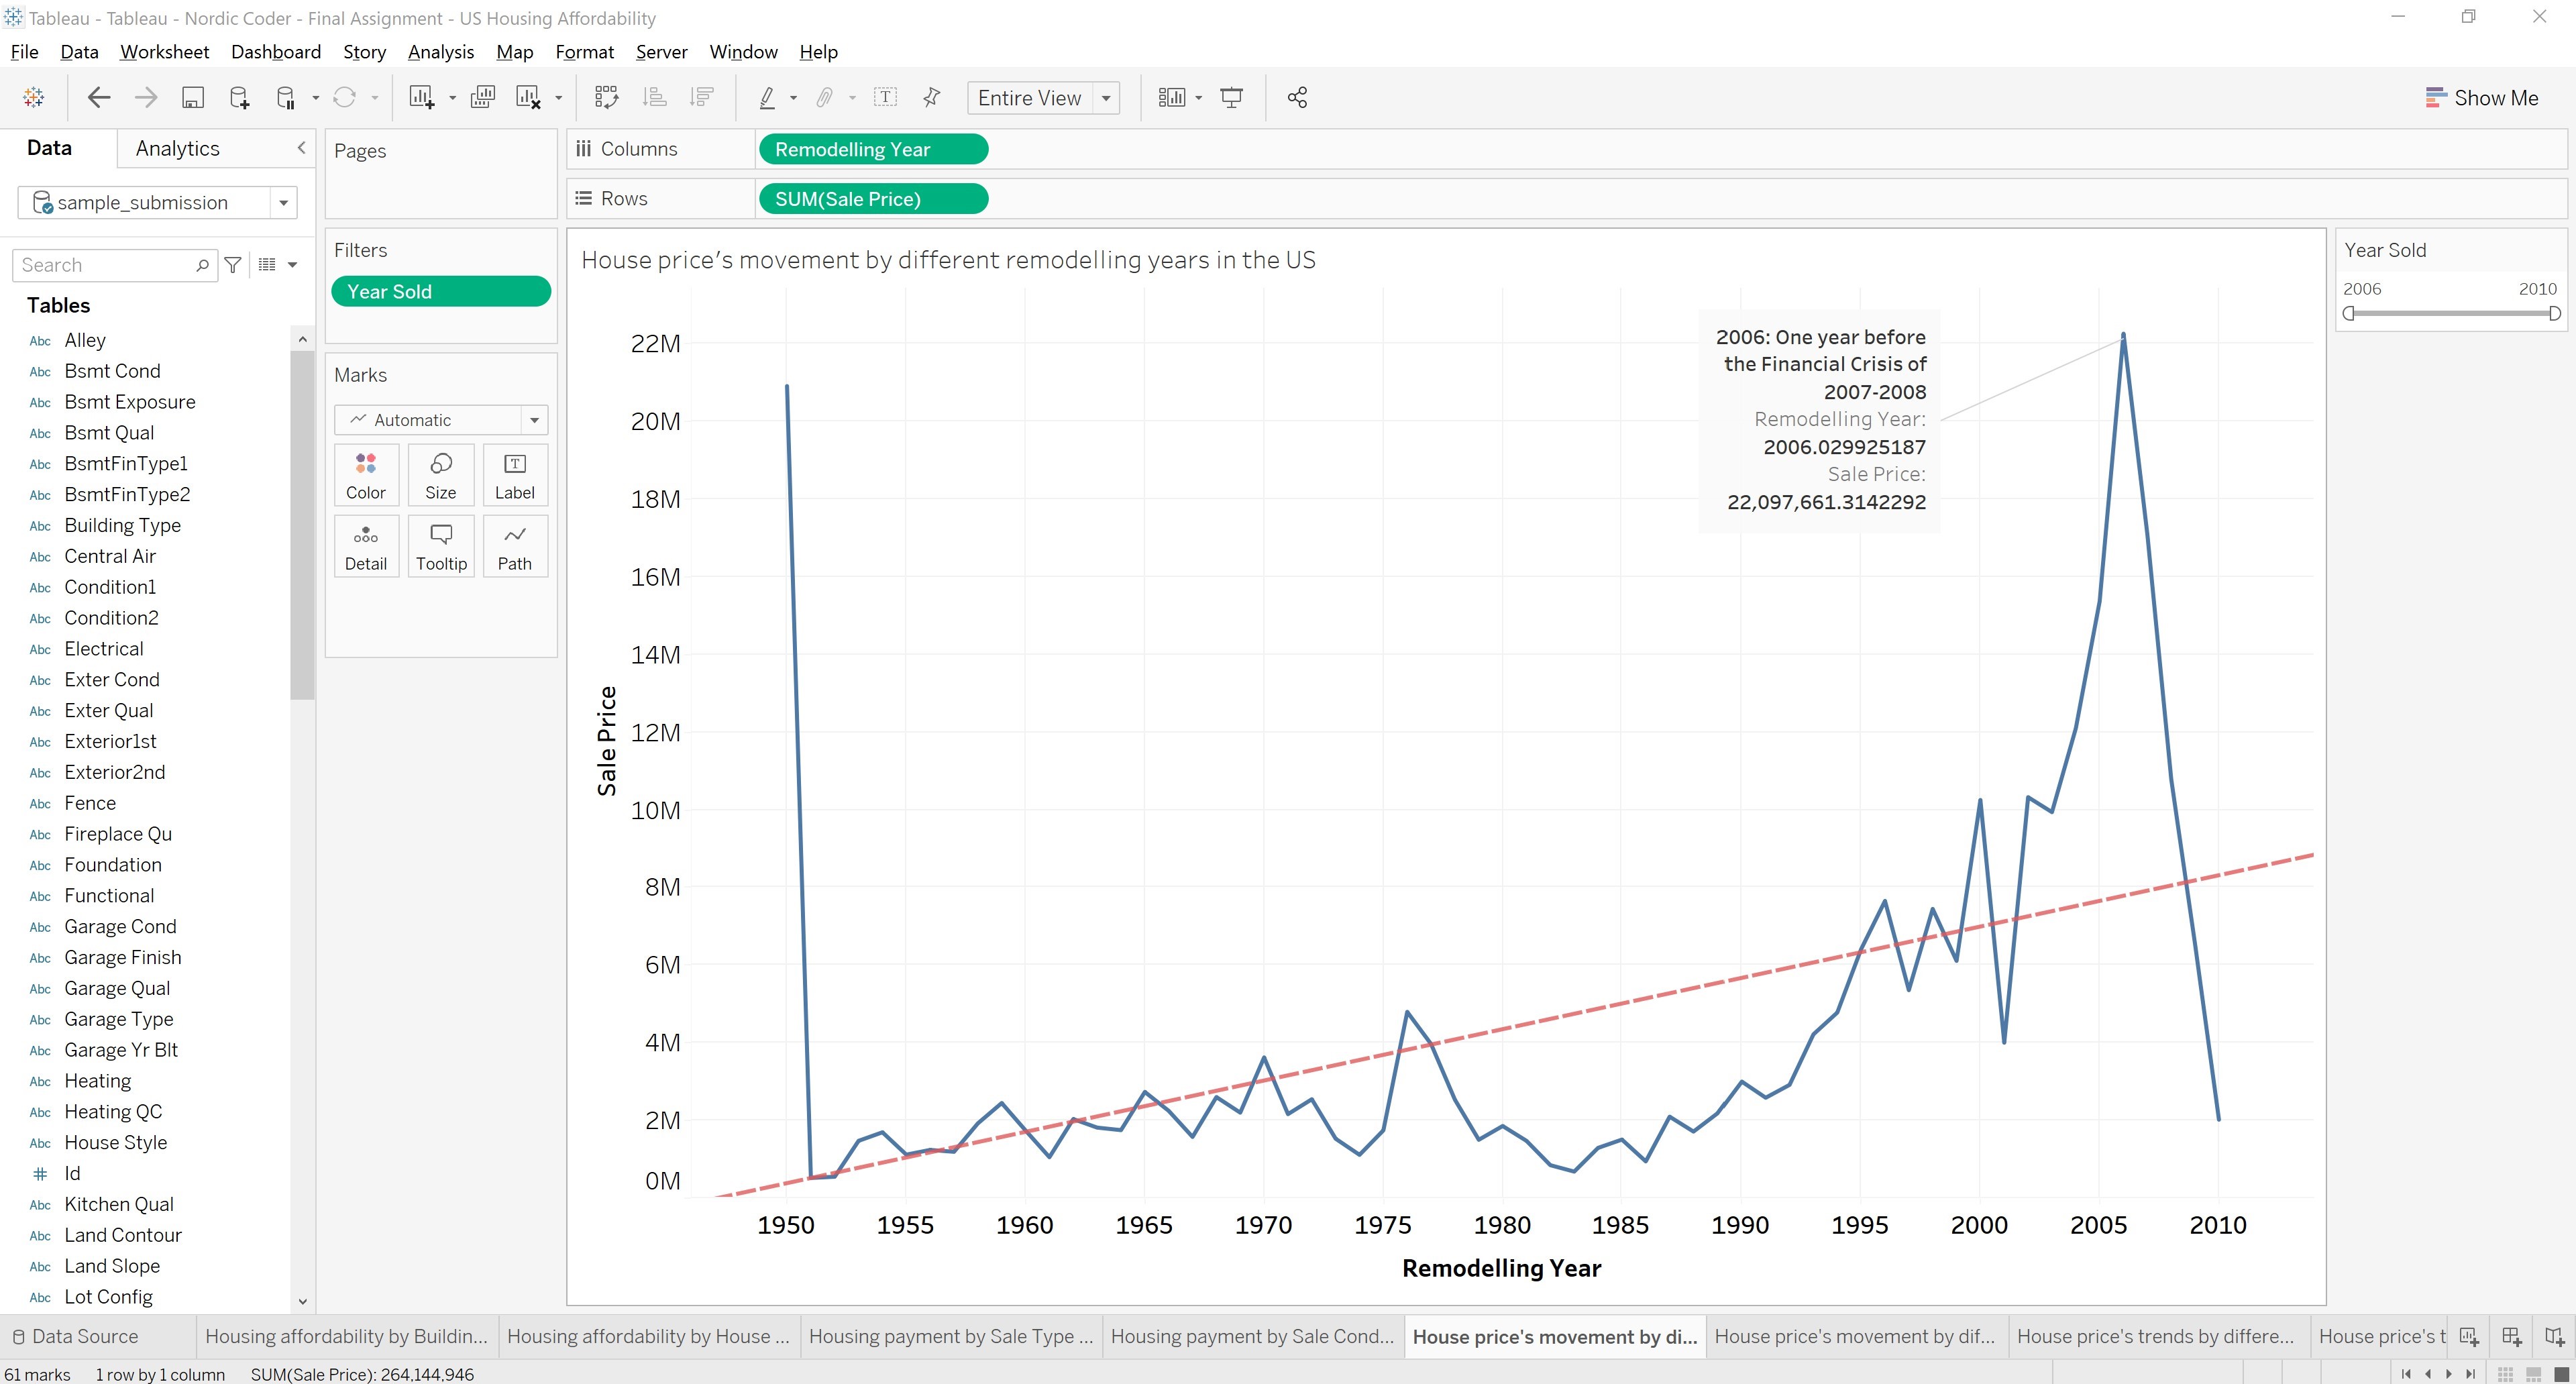 Tableau - Tableau - Nordic Coder - Final Assignment - US Housing Affordability
File Data Worksheet Dashboard Story Analysis Map Format Server Window Help
Entire View
Show Me
Data Analytics
sample_submission
Search
Tables
Abc Alley
Abc Bsmt Cond
Abc Bsmt Exposure
Abc Bsmt Qual
Abc BsmtFinType1
Abc BsmtFinType2
Abc Building Type
Abc Central Air
Abc Condition1
Abc Condition2
Abc Electrical
Abc Exter Cond
Abc Exter Qual
Abc Exterior1st
Abc Exterior2nd
Abc Fence
Abc Fireplace Qu
Abc Foundation
Abc Functional
Abc Garage Cond
Abc Garage Finish
Abc Garage Qual
Abc Garage Type
Abc Garage Yr Blt
Abc Heating
Abc Heating QC
Abc House Style
# Id
Abc Kitchen Qual
Abc Land Contour
Abc Land Slope
Abc Lot Config
Pages
Filters
Year Sold
Marks
Automatic
Color Size T Label
Detail Tooltip Path
Columns Remodelling Year
Rows SUM(Sale Price)
House price's movement by different remodelling years in the US
22M
20M
18M
16M
14M
12M
10M
8M
6M
4M
2M
0M
Sale Price
2006: One year before
the Financial Crisis of
2007-2008
Remodelling Year:
2006.029925187
Sale Price:
22,097,661.3142292
1950 1955 1960 1965 1970 1975 1980 1985 1990 1995 2000 2005 2010
Remodelling Year
Year Sold
2006 2010
Data Source Housing affordability by Buildin... Housing affordability by House ... Housing payment by Sale Type ... Housing payment by Sale Cond... House price's movement by di... House price's movement by dif... House price's trends by differe... House price's t
61 marks 1 row by 1 column SUM(Sale Price): 264,144,946